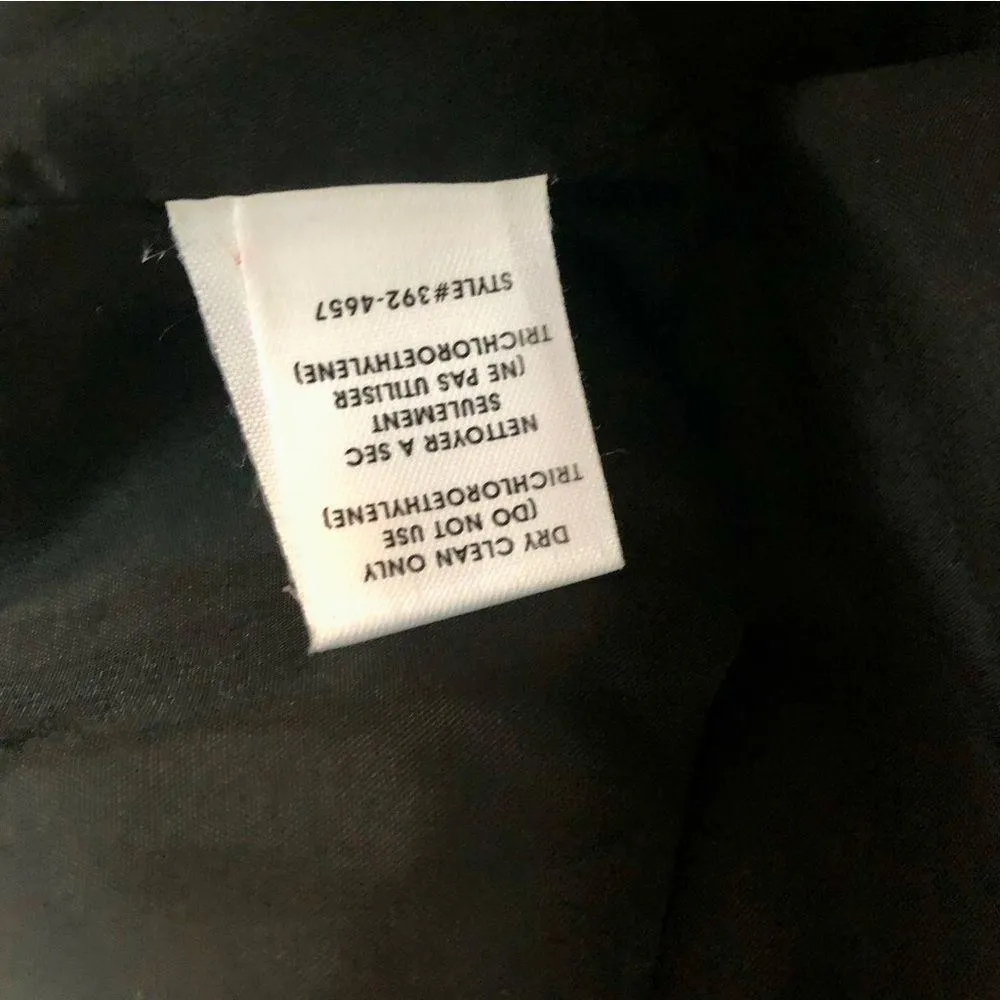 DRY CLEAN ONLY
(DO NOT USE
TRICHLOROETHYLENE)
NETTOYER A SEC
SEULEMENT
(NE PAS UTILISER
TRICHLOROETHYLENE)
STYLE#392-4657